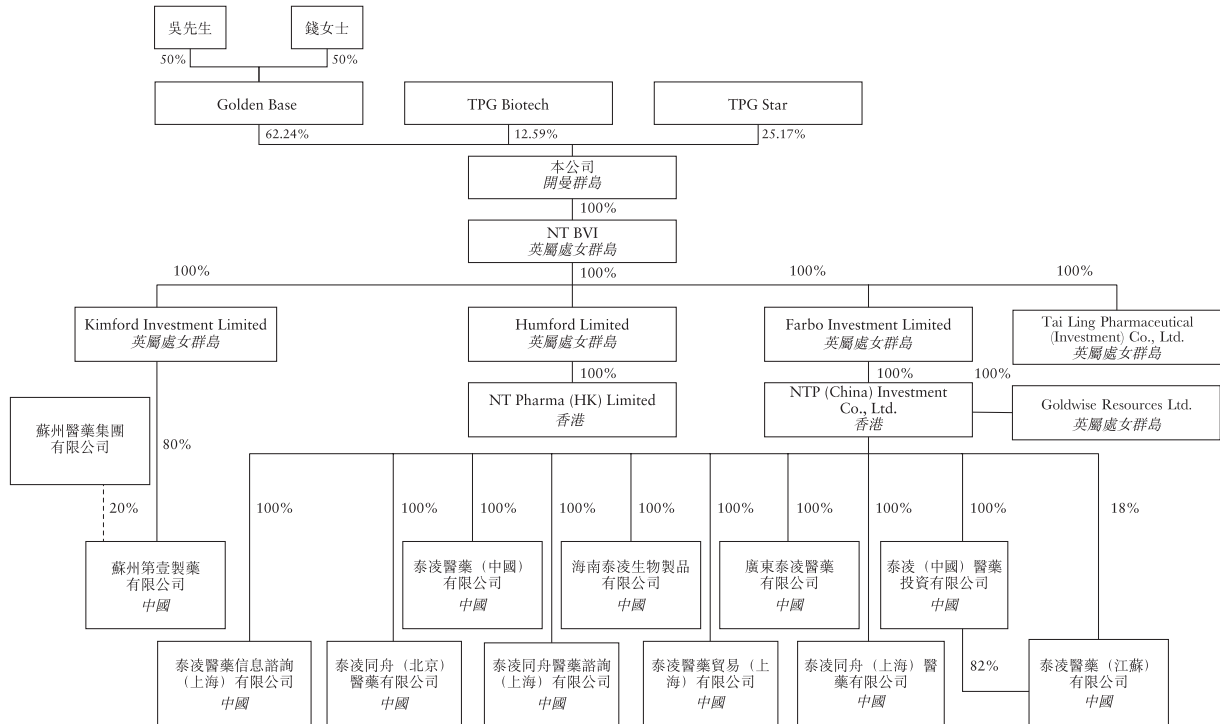 吳先生
錢女士
50%
50%
Golden Base
TPG Biotech
TPG Star
62.24%
12.59%
25.17%
本公司
開曼群島
100%
NT BVI
英屬處女群島
100%
100%
100%
100%
Kimford Investment Limited
英屬處女群島
Humford Limited
英屬處女群島
Farbo Investment Limited
英屬處女群島
Tai Ling Pharmaceutical
(Investment) Co., Ltd.
英屬處女群島
100%
100%
100%
NT Pharma (HK) Limited
香港
NTP (China) Investment
Co., Ltd.
香港
Goldwise Resources Ltd.
英屬處女群島
蘇州醫藥集團
有限公司
80%
20%
100%
100%
100%
100%
100%
100%
100%
100%
100%
18%
蘇州第壹製藥
有限公司
中國
泰凌醫藥（中國）
有限公司
中國
海南泰凌生物製品
有限公司
中國
廣東泰凌醫藥
有限公司
中國
泰凌（中國）醫藥
投資有限公司
中國
泰凌醫藥信息諮詢
（上海）有限公司
中國
泰凌同舟（北京）
醫藥有限公司
中國
泰凌同舟醫藥諮詢
（上海）有限公司
中國
泰凌醫藥貿易（上
海）有限公司
中國
泰凌同舟（上海）醫
藥有限公司
中國
82%
泰凌醫藥（江蘇）
有限公司
中國